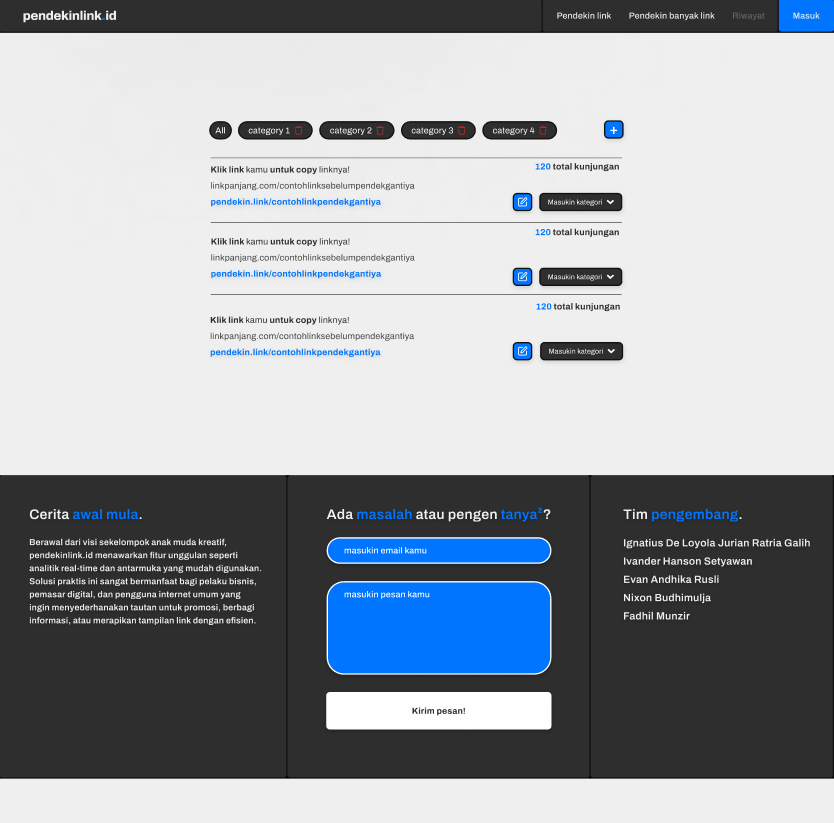 pendekinlink.id
Pendekin link Pendekin banyak link Riwayat Masuk
All category 1 category 2 category 3 category 4 +
120 total kunjungan
Klik link kamu untuk copy linknya!
linkpanjang.com/contohlinksebelumpendekgantiya
pendekin.link/contohlinkpendekgantiya
Masukin kategori
120 total kunjungan
Klik link kamu untuk copy linknya!
linkpanjang.com/contohlinksebelumpendekgantiya
pendekin.link/contohlinkpendekgantiya
Masukin kategori
120 total kunjungan
Klik link kamu untuk copy linknya!
linkpanjang.com/contohlinksebelumpendekgantiya
pendekin.link/contohlinkpendekgantiya
Masukin kategori
Cerita awal mula.
Berawal dari visi sekelompok anak muda kreatif,
pendekinlink.id menawarkan fitur unggulan seperti
analitik real-time dan antarmuka yang mudah digunakan.
Solusi praktis ini sangat bermanfaat bagi pelaku bisnis,
pemasar digital, dan pengguna internet umum yang
ingin menyederhanakan tautan untuk promosi, berbagi
informasi, atau merapikan tampilan link dengan efisien.
Ada masalah atau pengen tanya²?
masukin email kamu
masukin pesan kamu
Kirim pesan!
Tim pengembang.
Ignatius De Loyola Jurian Ratria Galih
Ivander Hanson Setyawan
Evan Andhika Rusli
Nixon Budhimulja
Fadhil Munzir